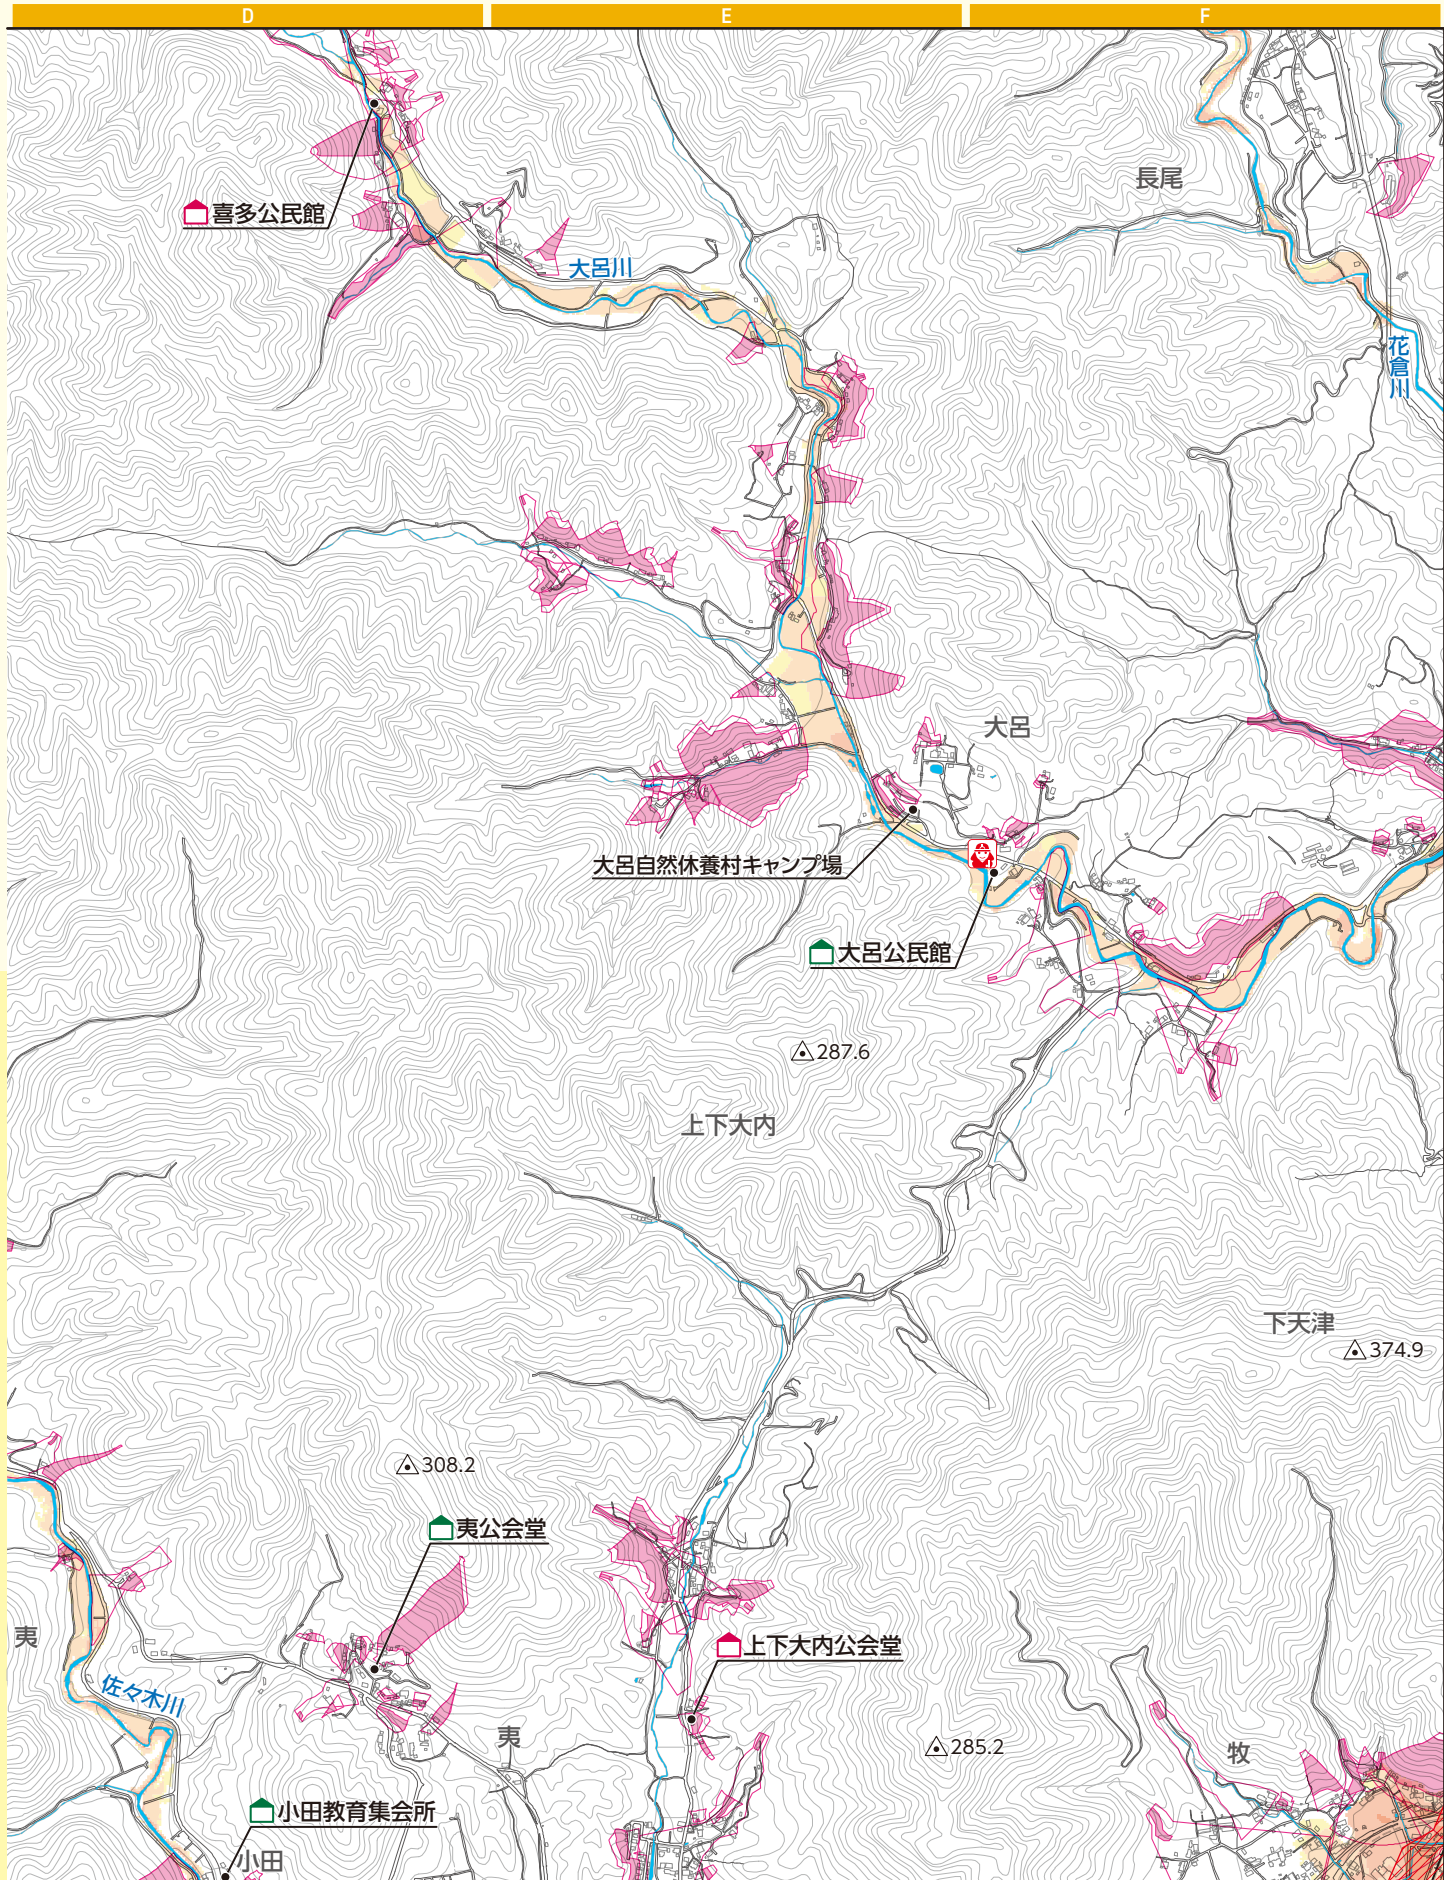 D
E
F
長尾
喜多公民館
大呂川
花倉川
大呂
大呂自然休養村キャンプ場
大呂公民館
287.6
上下大内
下天津
374.9
308.2
夷公会堂
夷
上下大内公会堂
佐々木川
夷
285.2
牧
小田教育集会所
小田